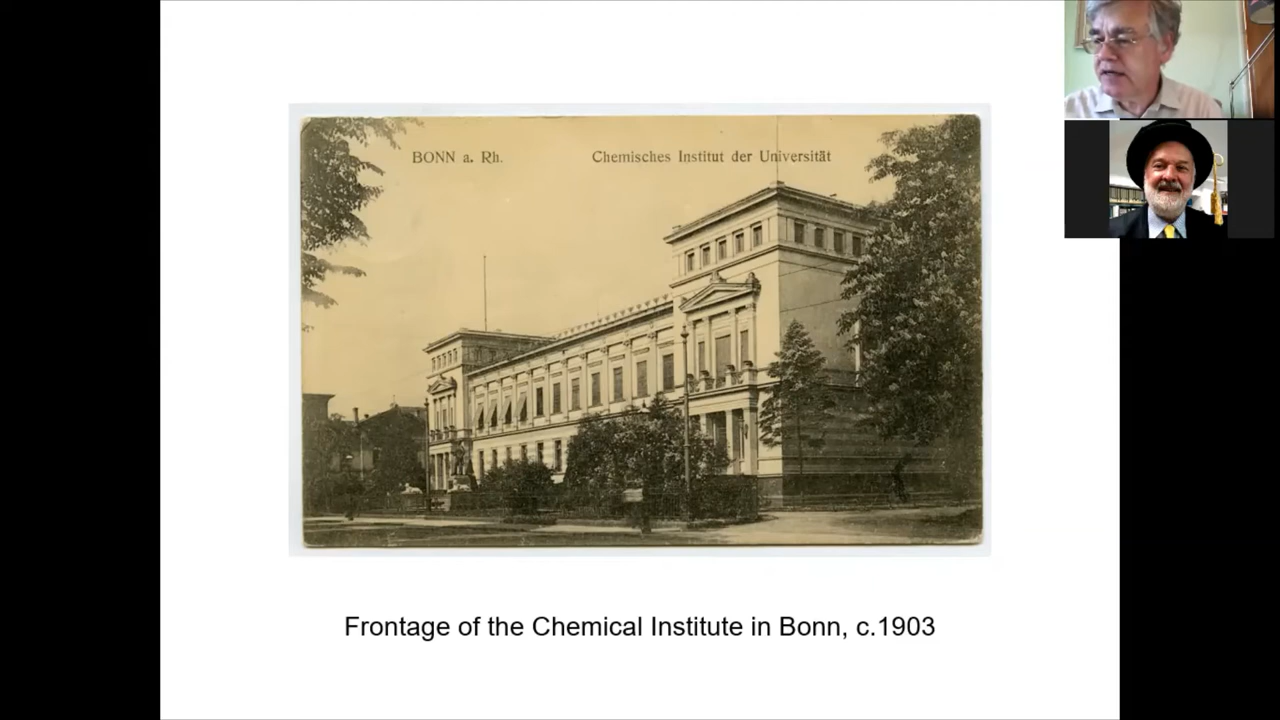 BONN a. Rh.
Chemisches Institut der Universität
Frontage of the Chemical Institute in Bonn, c.1903